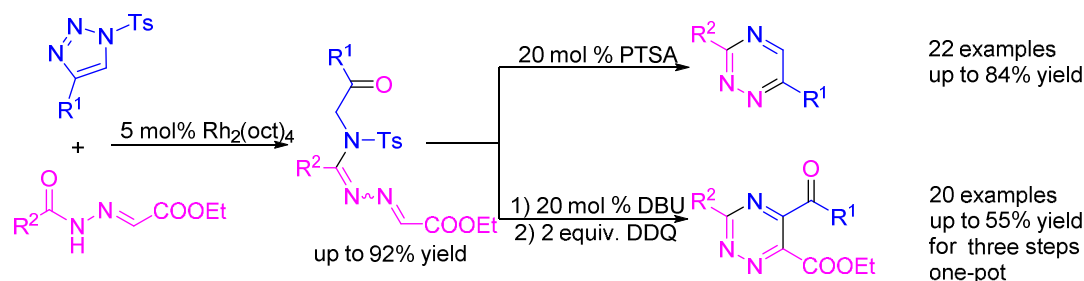 Ts
N
N
N
R¹
+
R²
O
N
H
N
COOEt
5 mol% Rh₂(oct)₄
R¹
O
N
Ts
R²
N
N
COOEt
up to 92% yield
20 mol % PTSA
R²
N
N
N
R¹
22 examples
up to 84% yield
1) 20 mol % DBU
2) 2 equiv. DDQ
R²
N
N
N
O
R¹
COOEt
20 examples
up to 55% yield
for three steps
one-pot